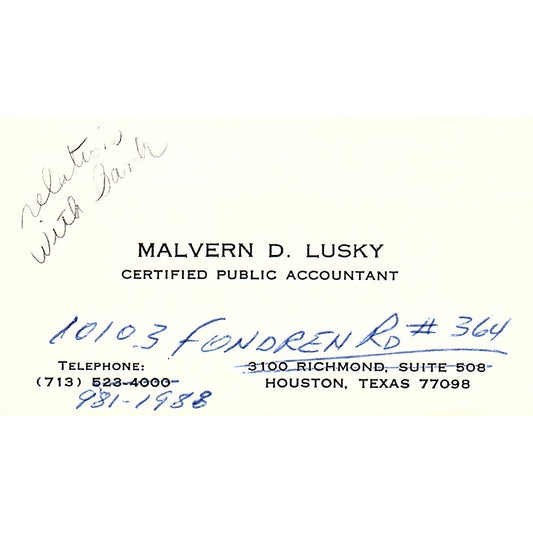 relation
with bank
MALVERN D. LUSKY
CERTIFIED PUBLIC ACCOUNTANT
10103 FONDREN RD # 364
TELEPHONE:
(713) 523-4000
981-1988
3100 RICHMOND, SUITE 508
HOUSTON, TEXAS 77098